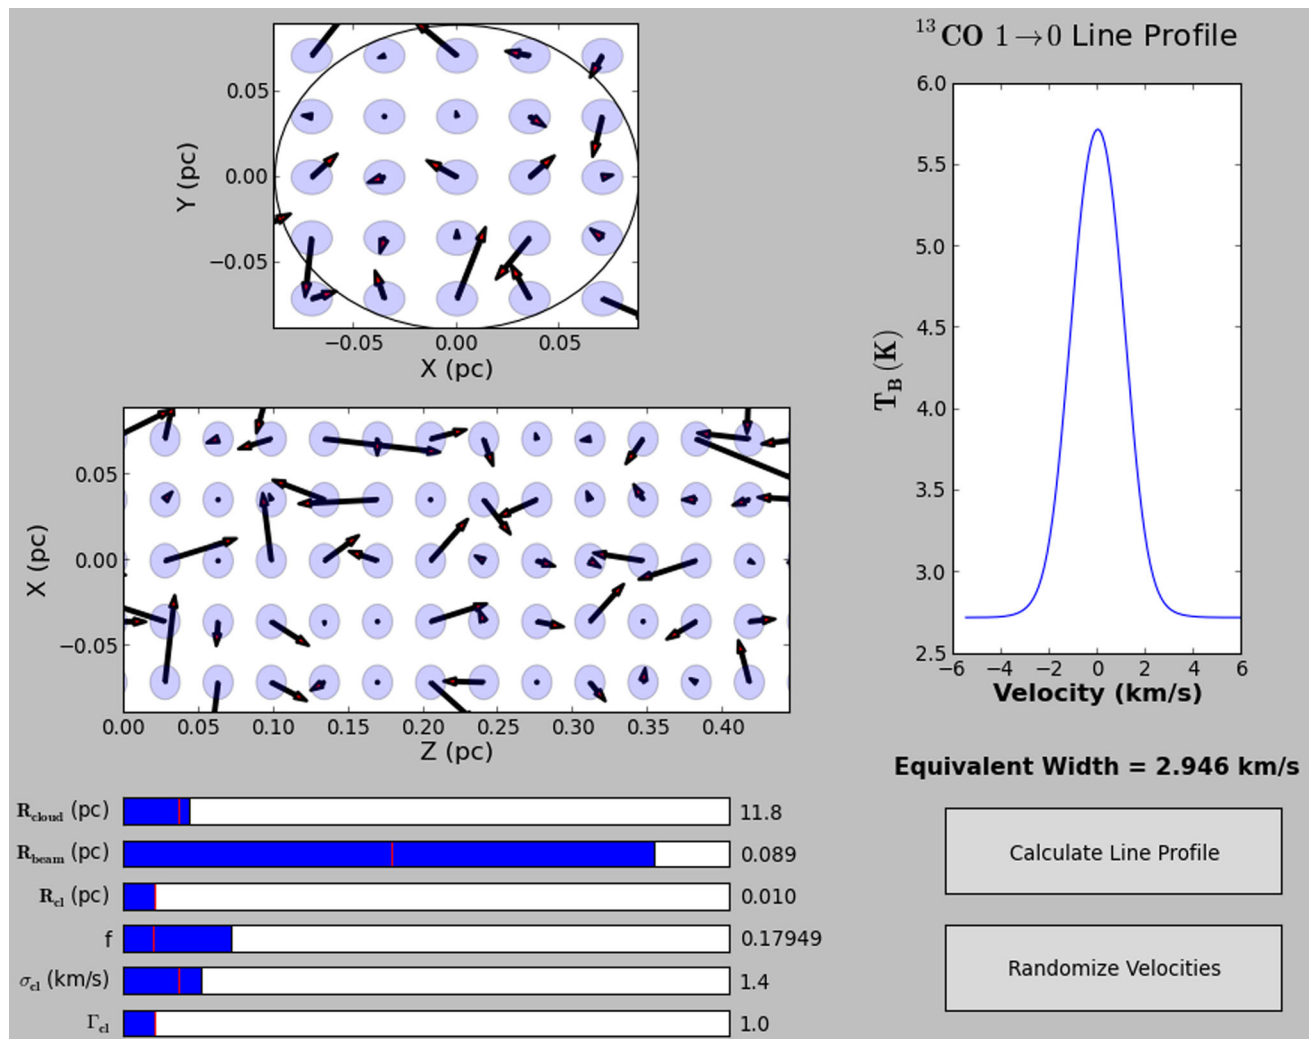 ¹³CO 1→0 Line Profile
Y (pc)
0.05
0.00
−0.05
−0.05 0.00 0.05
X (pc)
X (pc)
0.05
0.00
−0.05
0.00 0.05 0.10 0.15 0.20 0.25 0.30 0.35 0.40
Z (pc)
T_B (K)
6.0
5.5
5.0
4.5
4.0
3.5
3.0
2.5
−6 −4 −2 0 2 4 6
Velocity (km/s)
Equivalent Width = 2.946 km/s
R_cloud (pc) 11.8
R_beam (pc) 0.089
R_cl (pc) 0.010
f 0.17949
σ_cl (km/s) 1.4
Γ_cl 1.0
Calculate Line Profile
Randomize Velocities